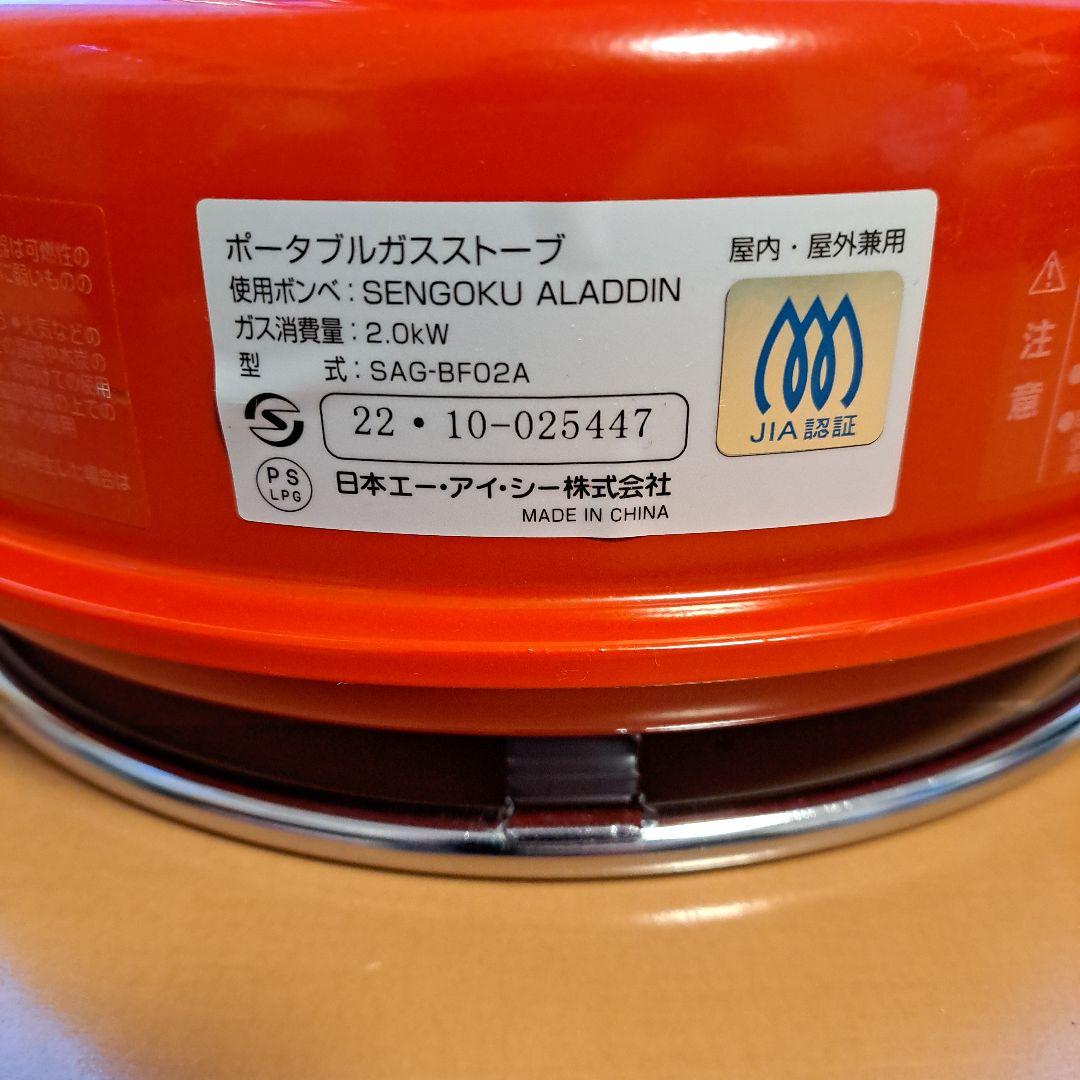 ポータブルガスストーブ
屋内・屋外兼用
使用ボンベ：SENGOKU ALADDIN
ガス消費量：2.0kW
型 式：SAG-BF02A
22・10-025447
JIA 認証
PS
LPG
日本エー・アイ・シー株式会社
MADE IN CHINA
注
意